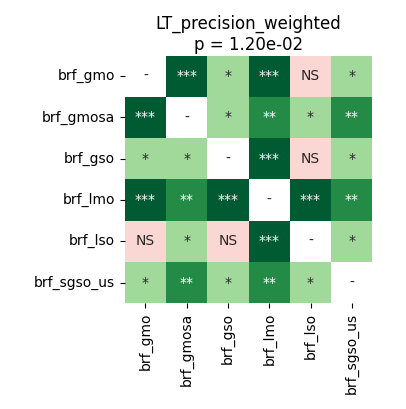 LT_precision_weighted
p = 1.20e-02
brf_gmo - *** * *** NS *
brf_gmosa *** - * ** * **
brf_gso * * - *** NS *
brf_lmo *** ** *** - *** **
brf_lso NS * NS *** - *
brf_sgso_us * ** * ** * -
brf_gmo brf_gmosa brf_gso brf_lmo brf_lso brf_sgso_us